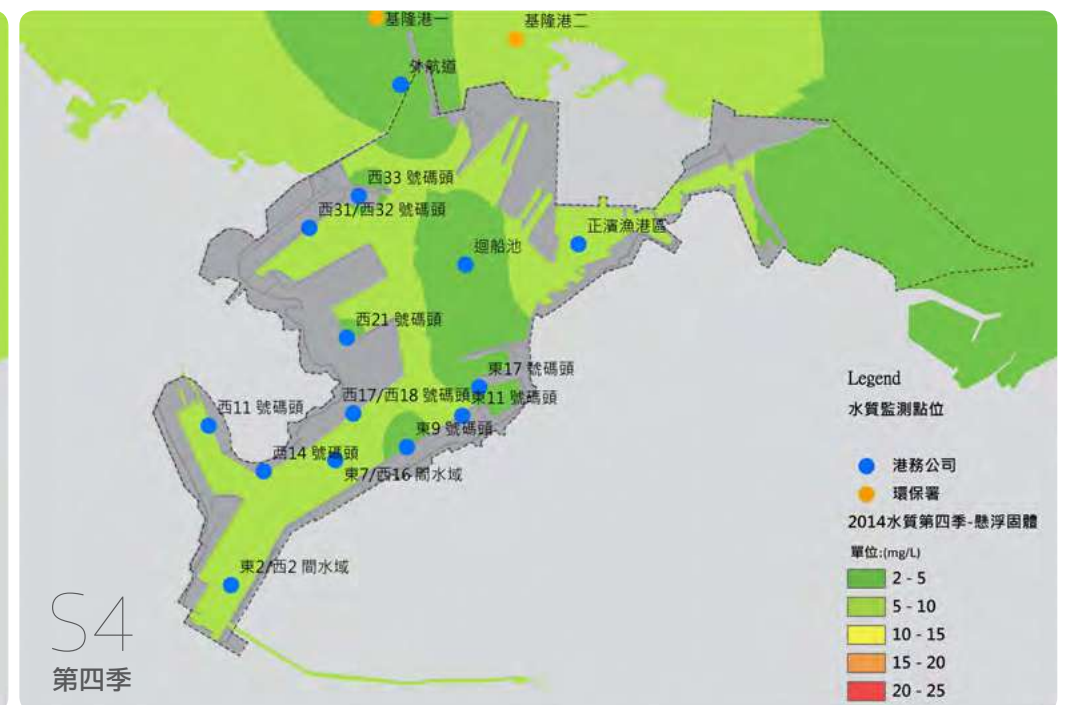 基隆港一
基隆港二
外航道
西33 號碼頭
西31/西32 號碼頭
正濱漁港區
迴船池
西21 號碼頭
東17 號碼頭
西17/西18 號碼頭
東11 號碼頭
西11 號碼頭
東9 號碼頭
西14 號碼頭
東7/西16 間水域
東2/西2 間水域
S4
第四季
Legend
水質監測點位
港務公司
環保署
2014水質第四季-懸浮固體
單位:(mg/L)
2 - 5
5 - 10
10 - 15
15 - 20
20 - 25